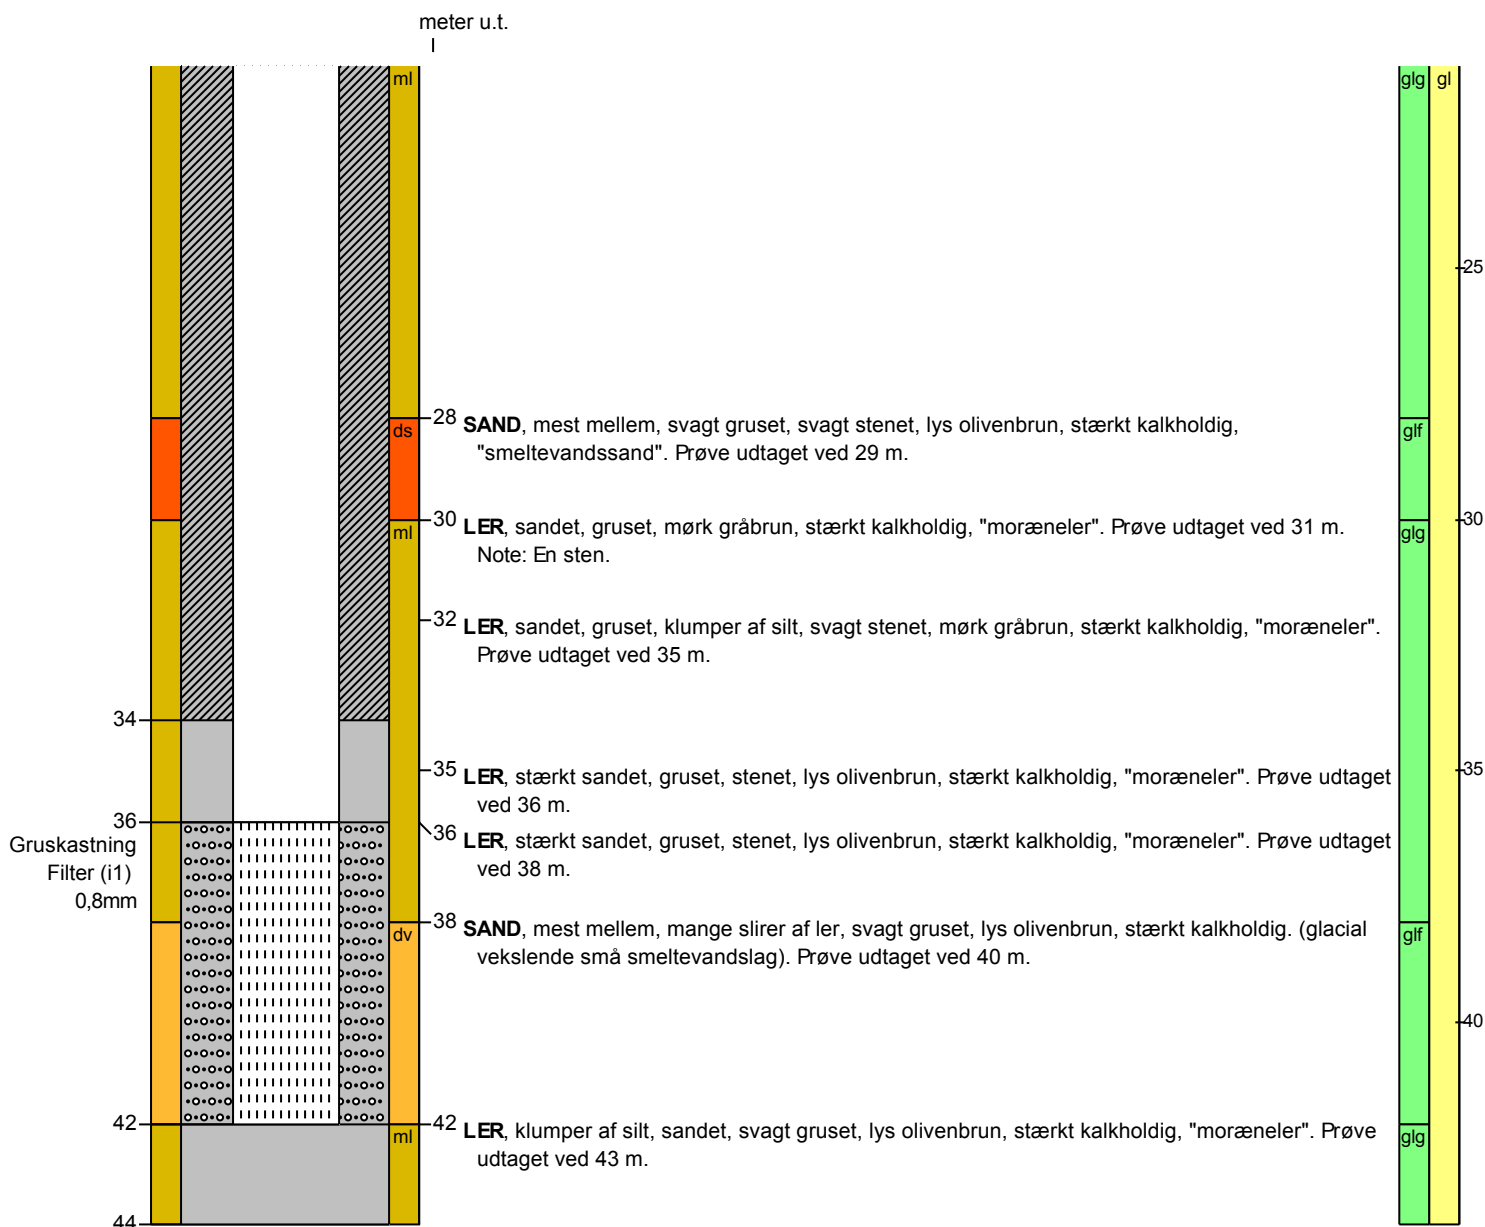 meter u.t.
ml
glg gl
25
28 SAND, mest mellem, svagt gruset, svagt stenet, lys olivenbrun, stærkt kalkholdig,
ds
glf
"smeltevandssand". Prøve udtaget ved 29 m.
30 LER, sandet, gruset, mørk gråbrun, stærkt kalkholdig, "moræneler". Prøve udtaget ved 31 m.
30
ml
glg
Note: En sten.
32 LER, sandet, gruset, klumper af silt, svagt stenet, mørk gråbrun, stærkt kalkholdig, "moræneler".
Prøve udtaget ved 35 m.
34
35 LER, stærkt sandet, gruset, stenet, lys olivenbrun, stærkt kalkholdig, "moræneler". Prøve udtaget
35
ved 36 m.
36
36 LER, stærkt sandet, gruset, stenet, lys olivenbrun, stærkt kalkholdig, "moræneler". Prøve udtaget
ved 38 m.
Gruskastning
Filter (i1)
0,8mm
38 SAND, mest mellem, mange slirer af ler, svagt gruset, lys olivenbrun, stærkt kalkholdig. (glacial
dv
glf
vekslende små smeltevandslag). Prøve udtaget ved 40 m.
40
42
42 LER, klumper af silt, sandet, svagt gruset, lys olivenbrun, stærkt kalkholdig, "moræneler". Prøve
ml
glg
udtaget ved 43 m.
44